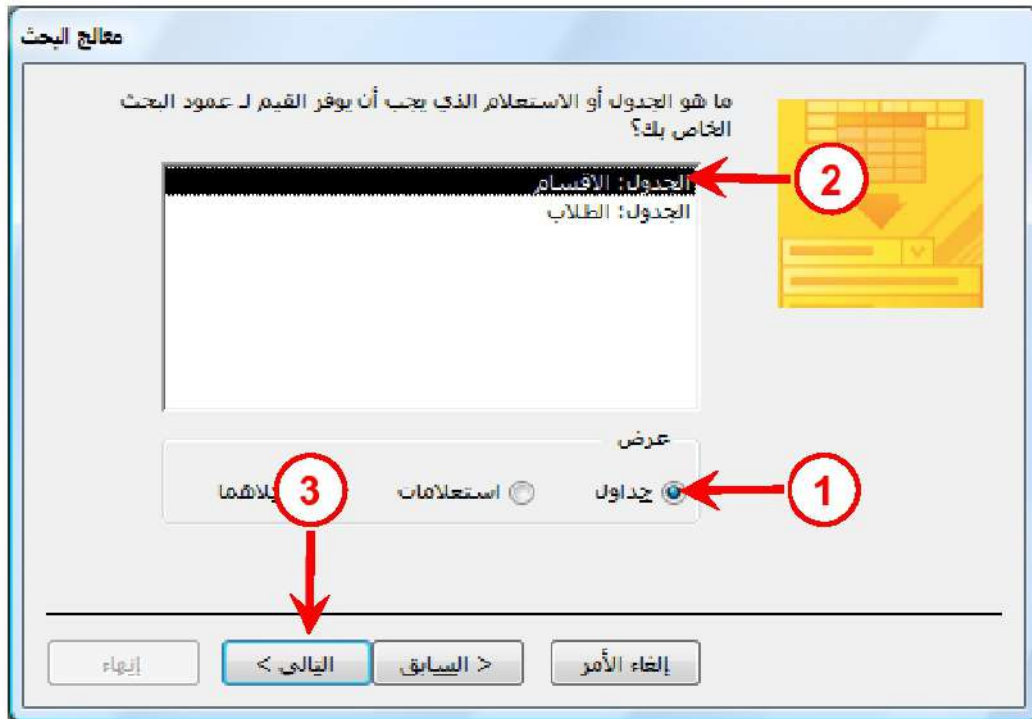 معالج البحث
ما هو الجدول أو الاستعلام الذي يجب أن يوفر القيم لـ عمود البحث
الخاص بك؟
الجدول: الاقسام
2
الجدول: الطلاب
عرض
جداول
1
استعلامات
3
إلغاء الأمر
< السابق
التالي >
إنهاء